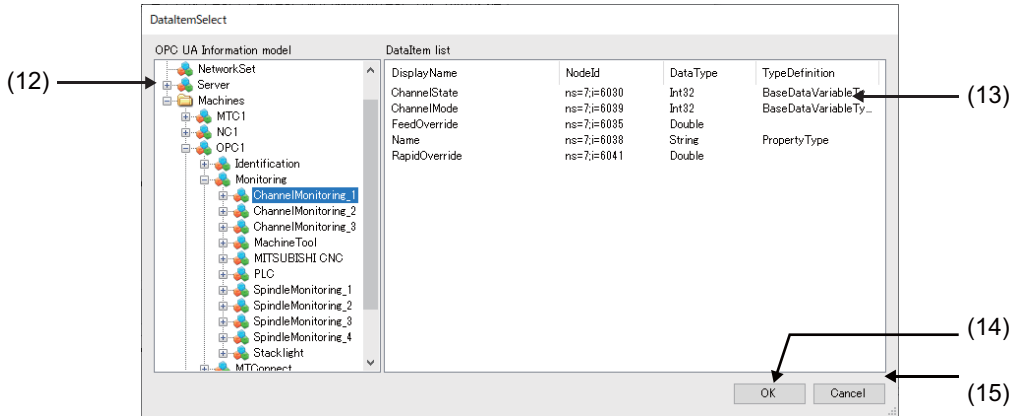 DataItemSelect
OPC UA Information model
DataItem list
NetworkSet
Server
Machines
MTC1
NC1
OPC1
Identification
Monitoring
ChannelMonitoring_1
ChannelMonitoring_2
ChannelMonitoring_3
MachineTool
MITSUBISHI CNC
PLC
SpindleMonitoring_1
SpindleMonitoring_2
SpindleMonitoring_3
SpindleMonitoring_4
Stacklight
MTConnect
DisplayName NodeId DataType TypeDefinition
ChannelState ns=7;i=6030 Int32 BaseDataVariableTy
ChannelMode ns=7;i=6039 Int32 BaseDataVariableTy...
FeedOverride ns=7;i=6035 Double
Name ns=7;i=6038 String PropertyType
RapidOverride ns=7;i=6041 Double
OK Cancel
(12)
(13)
(14)
(15)